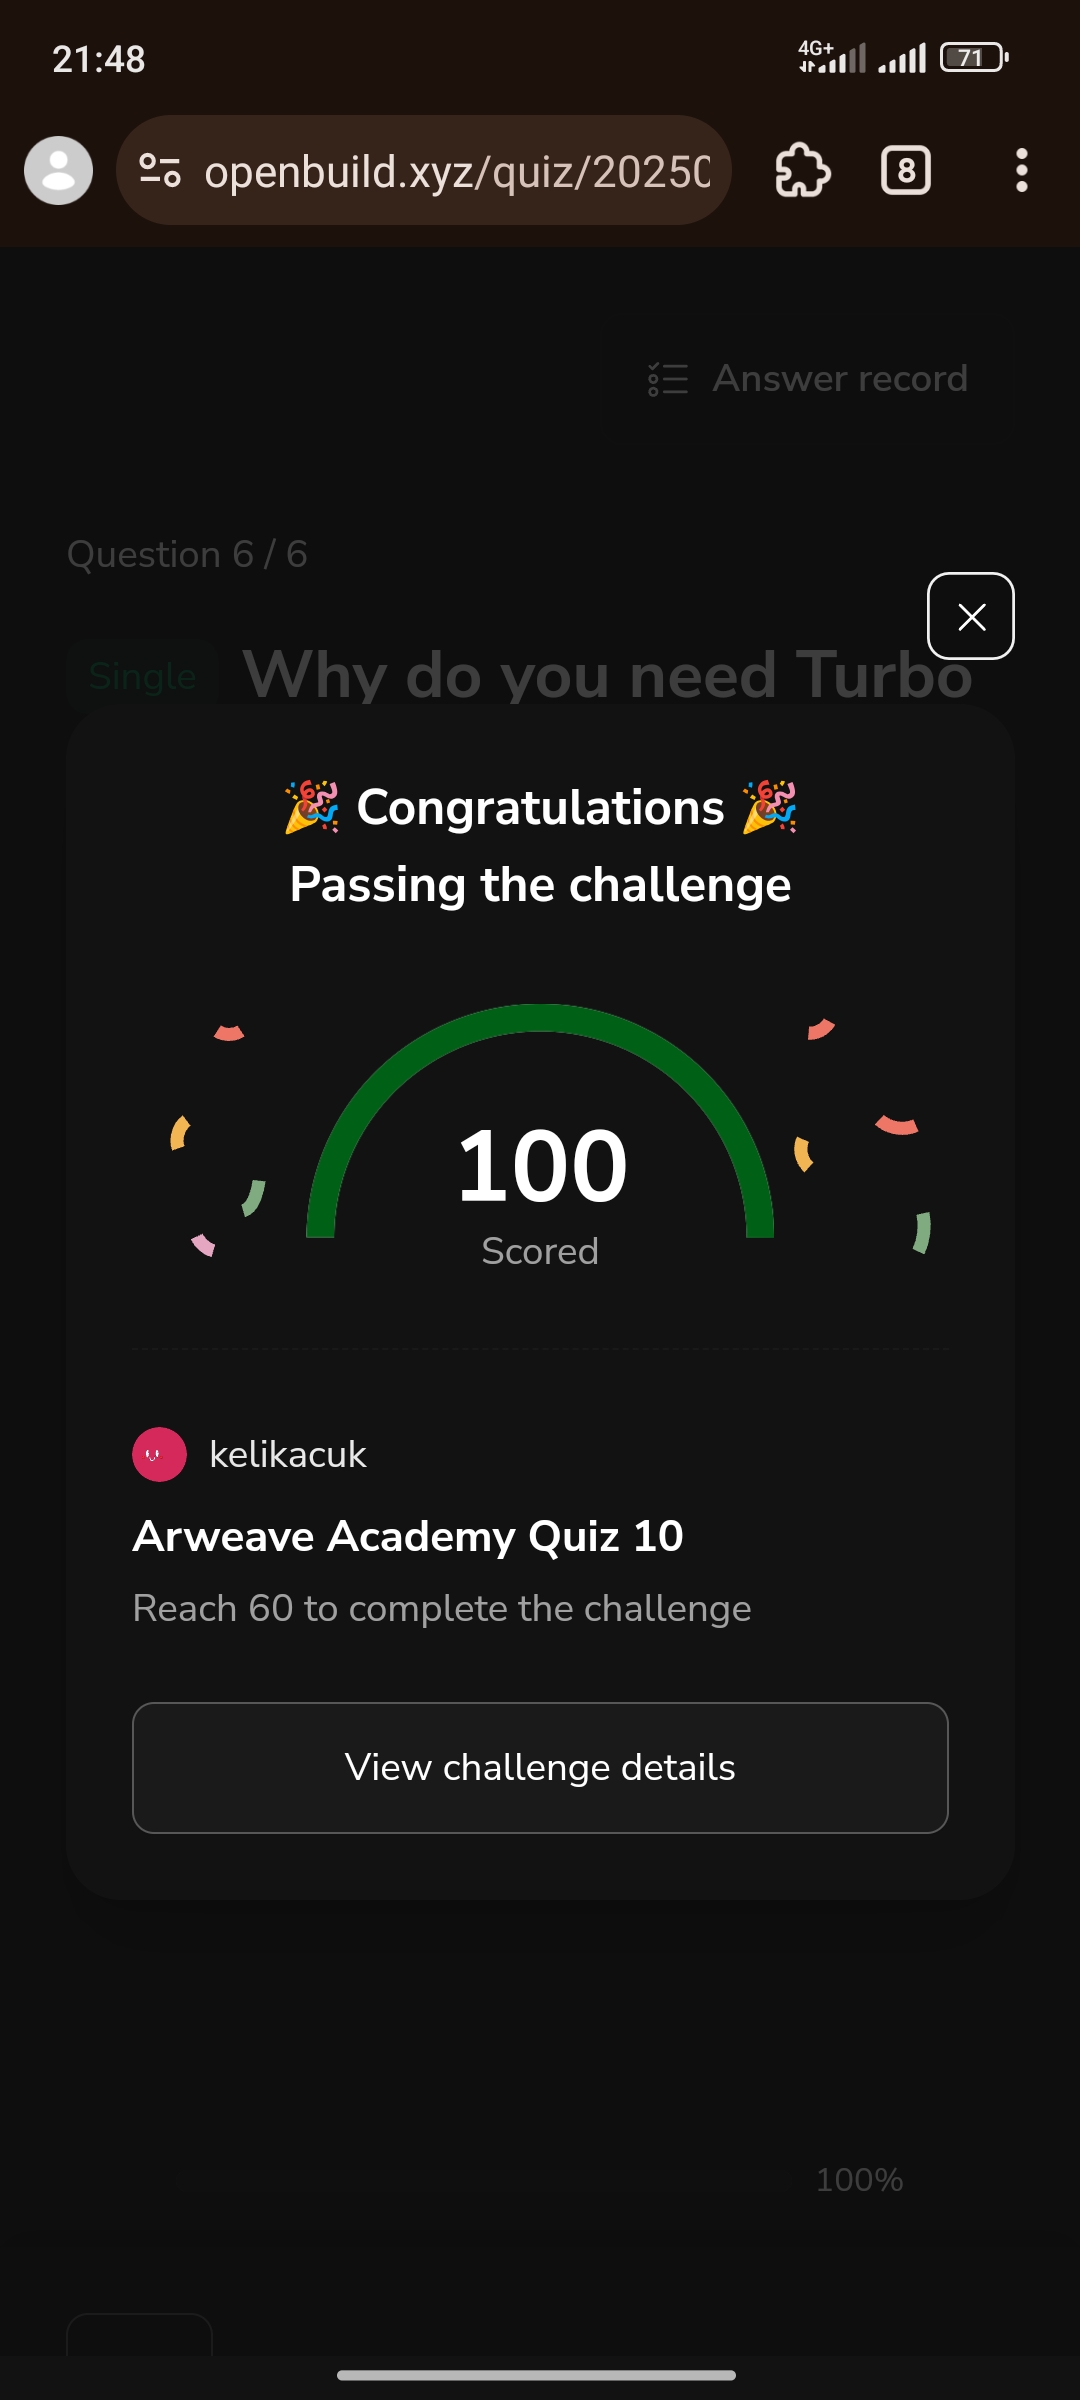 21:48
4G+
71
openbuild.xyz/quiz/20250
8
Answer record
Question 6 / 6
Single
Why do you need Turbo
🎉 Congratulations 🎉
Passing the challenge
100
Scored
kelikacuk
Arweave Academy Quiz 10
Reach 60 to complete the challenge
View challenge details
100%